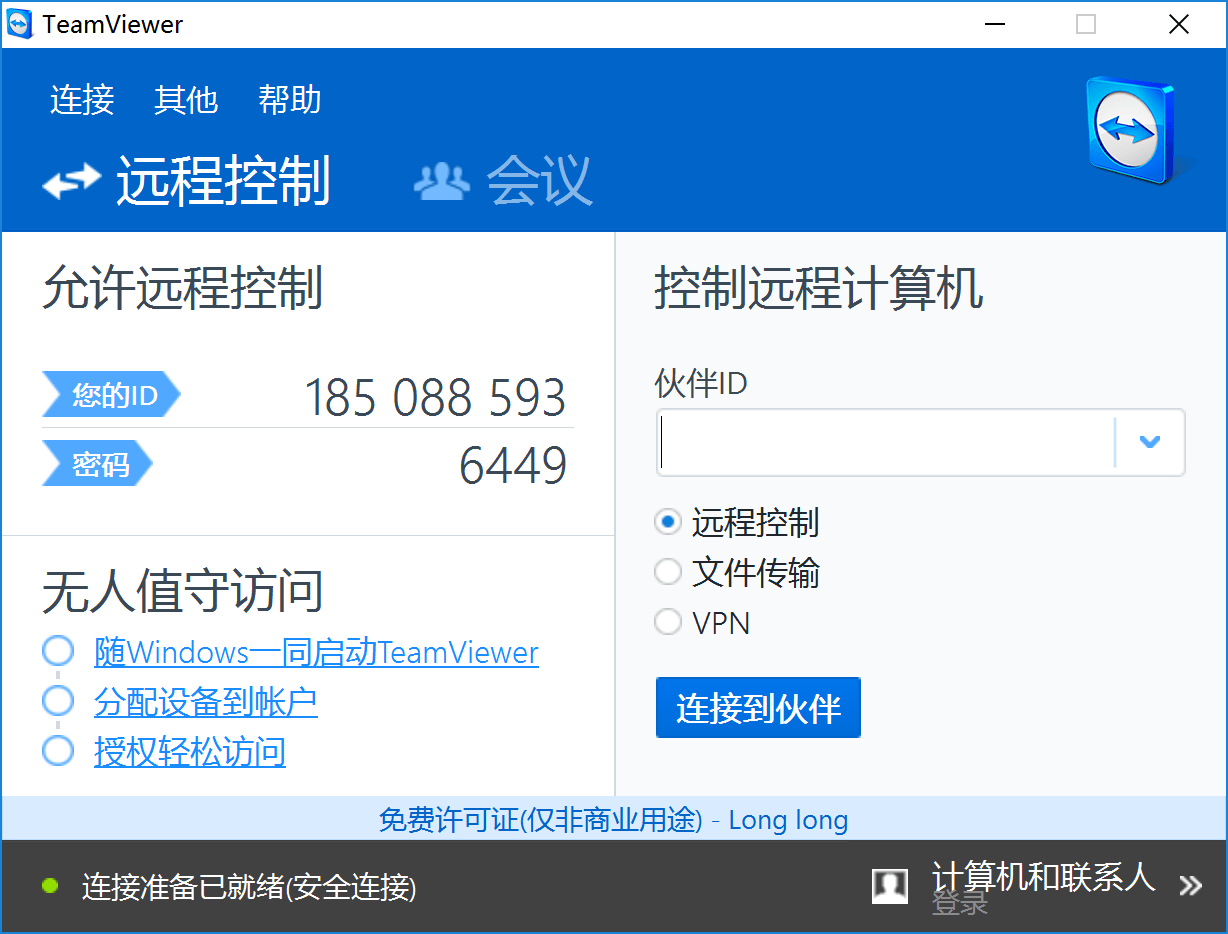 TeamViewer
连接 其他 帮助
远程控制 会议
允许远程控制
您的ID 185 088 593
密码 6449
无人值守访问
随Windows一同启动TeamViewer
分配设备到帐户
授权轻松访问
控制远程计算机
伙伴ID
远程控制
文件传输
VPN
连接到伙伴
免费许可证(仅非商业用途) - Long long
连接准备已就绪(安全连接)
计算机和联系人
登录